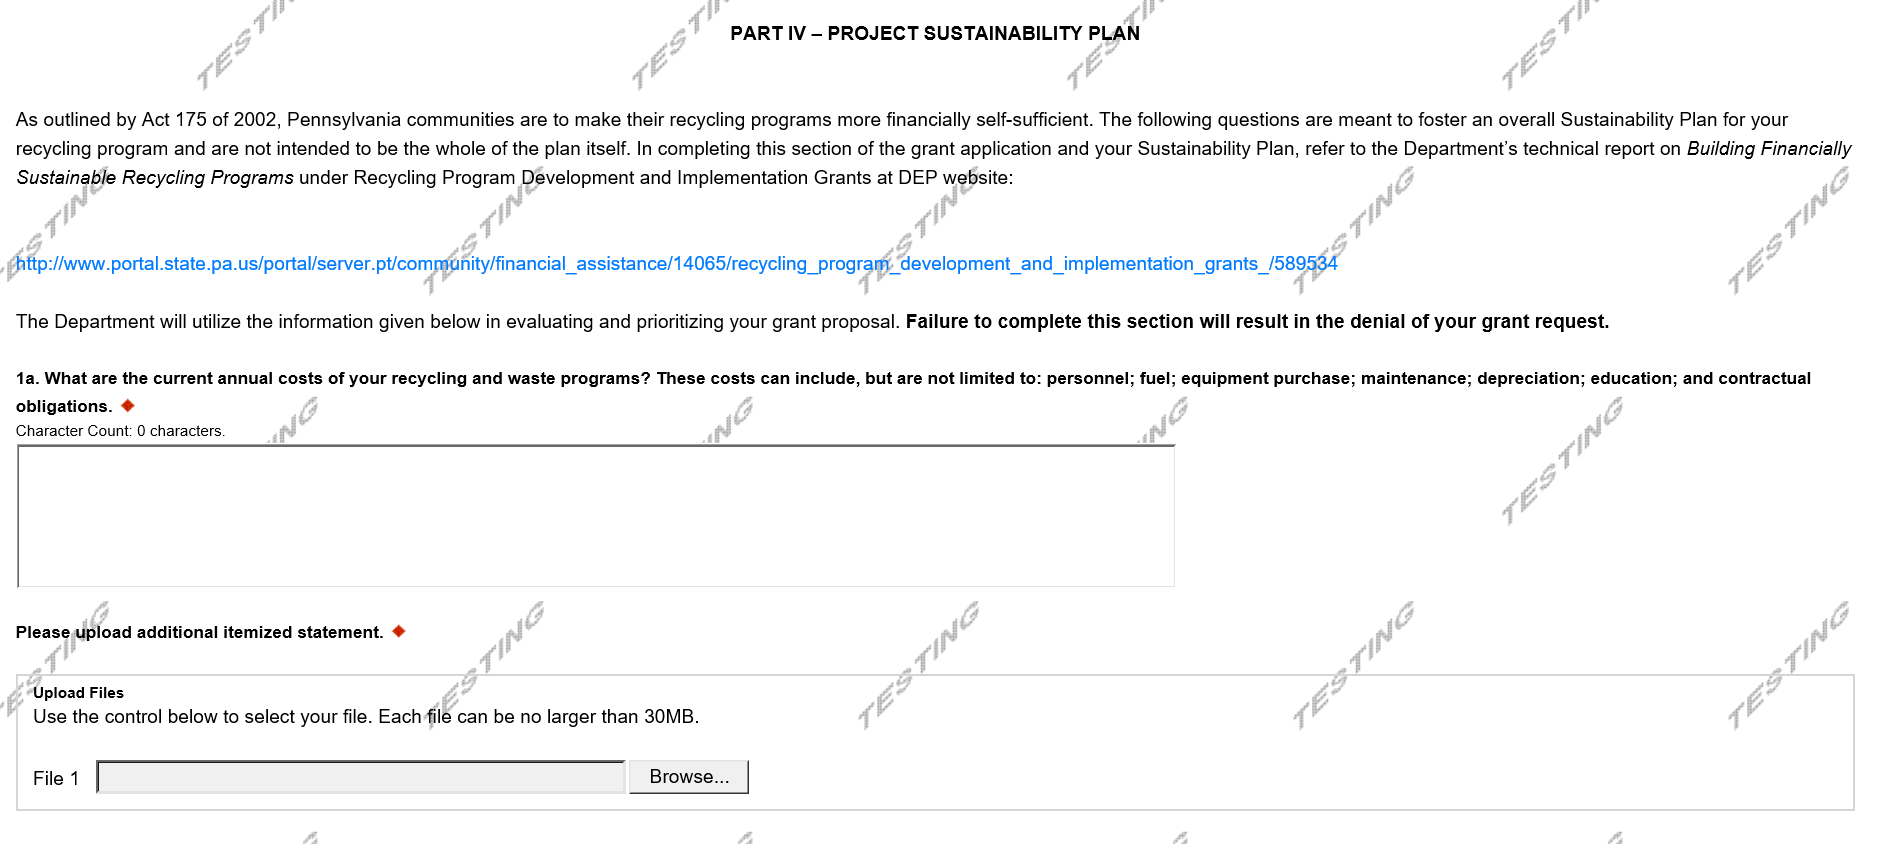 PART IV – PROJECT SUSTAINABILITY PLAN
As outlined by Act 175 of 2002, Pennsylvania communities are to make their recycling programs more financially self-sufficient. The following questions are meant to foster an overall Sustainability Plan for your
recycling program and are not intended to be the whole of the plan itself. In completing this section of the grant application and your Sustainability Plan, refer to the Department’s technical report on Building Financially
Sustainable Recycling Programs under Recycling Program Development and Implementation Grants at DEP website:
http://www.portal.state.pa.us/portal/server.pt/community/financial_assistance/14065/recycling_program_development_and_implementation_grants_/589534
The Department will utilize the information given below in evaluating and prioritizing your grant proposal. Failure to complete this section will result in the denial of your grant request.
1a. What are the current annual costs of your recycling and waste programs? These costs can include, but are not limited to: personnel; fuel; equipment purchase; maintenance; depreciation; education; and contractual
obligations.
Character Count: 0 characters.
Please upload additional itemized statement.
Upload Files
Use the control below to select your file. Each file can be no larger than 30MB.
File 1 Browse...
TESTING
TESTING
TESTING
TESTING
TESTING
TESTING
TESTING
TESTING
TESTING